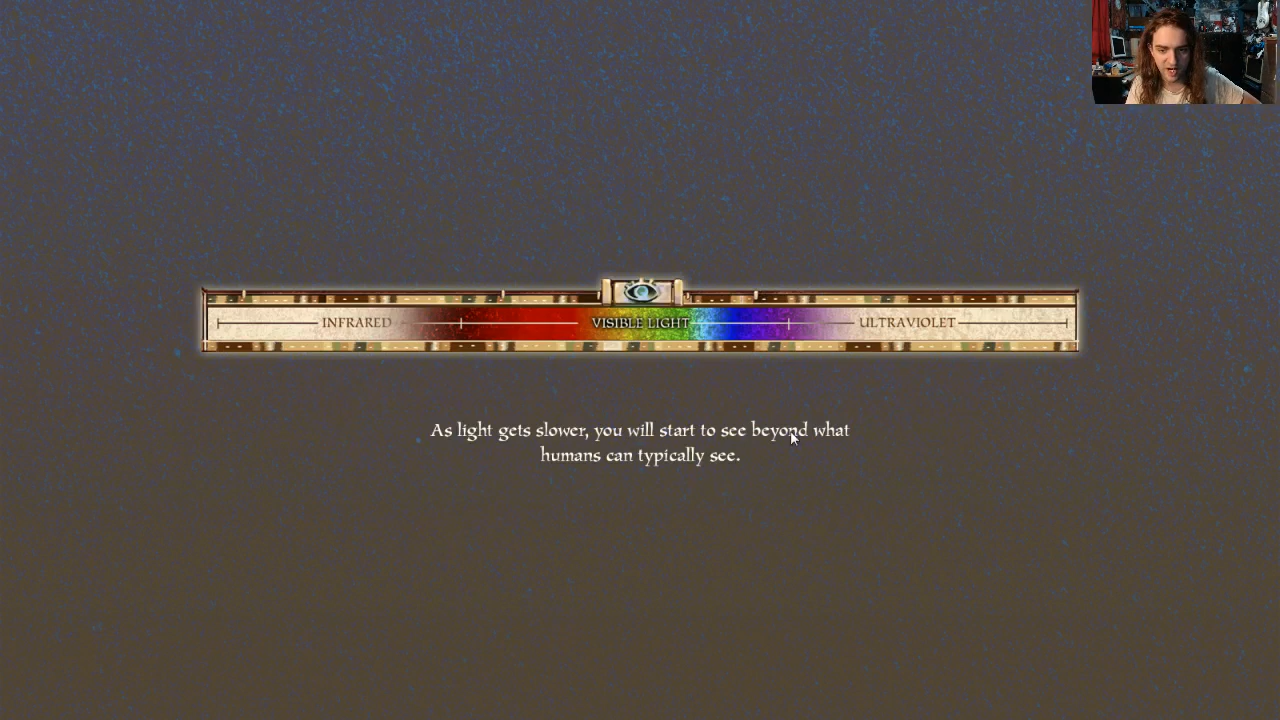 INFRARED VISIBLE LIGHT ULTRAVIOLET
As light gets slower, you will start to see beyond what
humans can typically see.